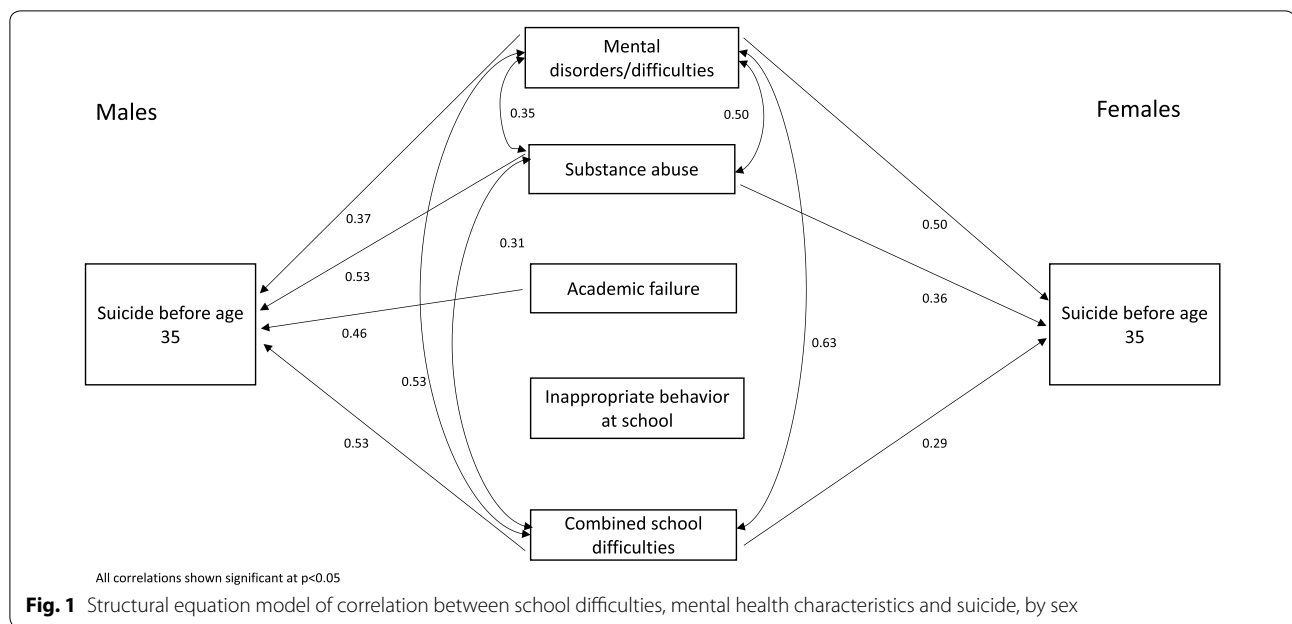 Mental
disorders/difficulties
Males
Females
0.35
0.50
Substance abuse
0.37
0.50
0.31
0.53
Academic failure
0.36
Suicide before age
35
Suicide before age
35
0.46
0.63
0.53
Inappropriate behavior
at school
0.53
0.29
Combined school
difficulties
All correlations shown significant at p<0.05
Fig. 1 Structural equation model of correlation between school difficulties, mental health characteristics and suicide, by sex